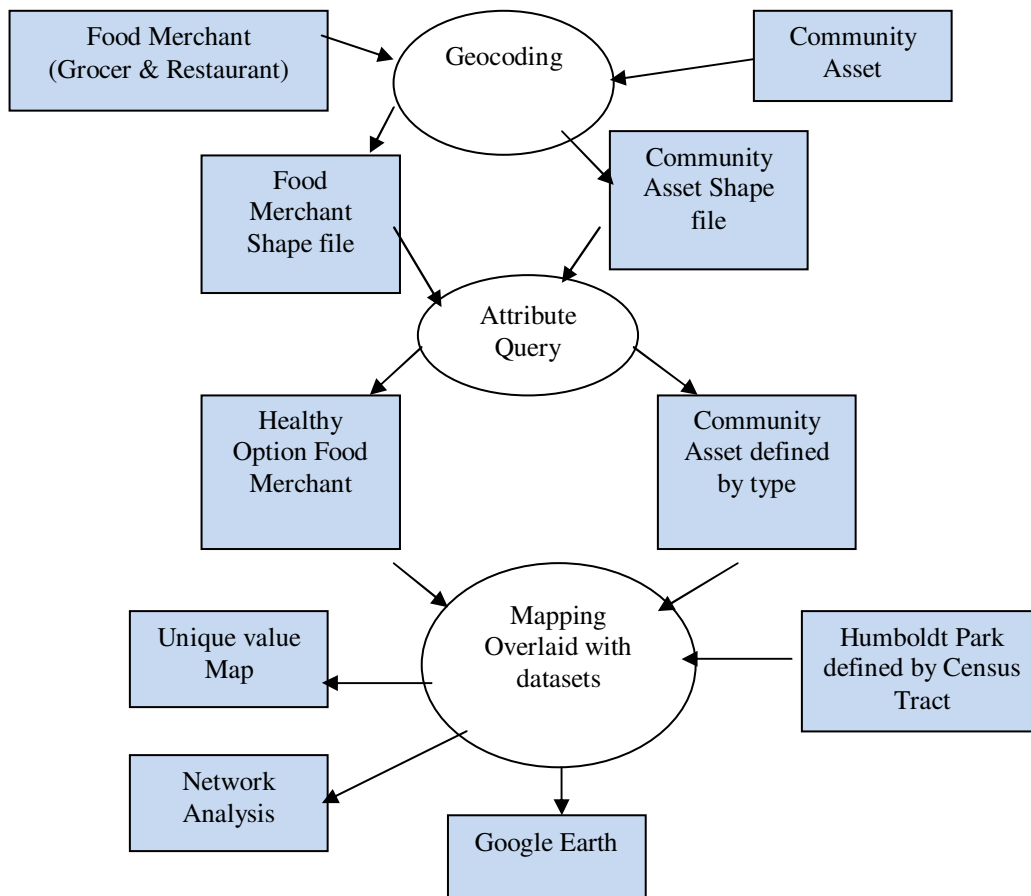 Food Merchant
(Grocer & Restaurant)
Geocoding
Community
Asset
Food
Merchant
Shape file
Community
Asset Shape
file
Attribute
Query
Healthy
Option Food
Merchant
Community
Asset defined
by type
Mapping
Overlaid with
datasets
Unique value
Map
Humboldt Park
defined by Census
Tract
Network
Analysis
Google Earth